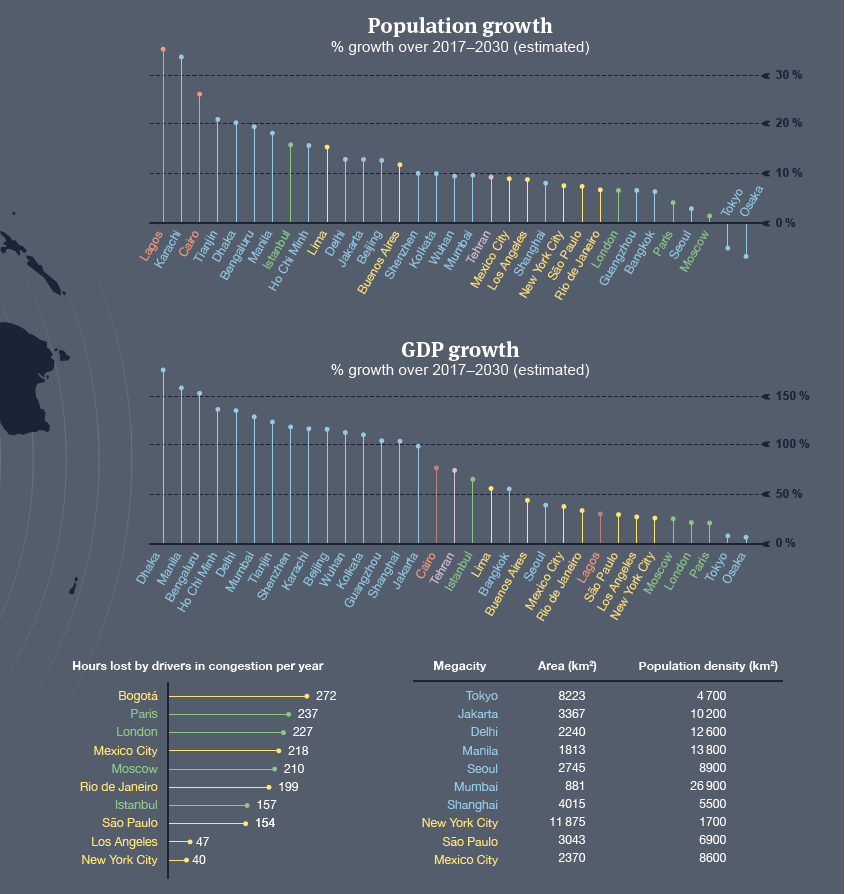 Population growth
% growth over 2017–2030 (estimated)
30 %
20 %
10 %
0 %
Lagos
Karachi
Cairo
Tianjin
Dhaka
Bengaluru
Manila
Istanbul
Ho Chi Minh
Lima
Delhi
Jakarta
Beijing
Buenos Aires
Shenzhen
Kolkata
Wuhan
Mumbai
Tehran
Mexico City
Los Angeles
Shanghai
New York City
São Paulo
Rio de Janeiro
London
Guangzhou
Bangkok
Paris
Seoul
Moscow
Tokyo
Osaka
GDP growth
% growth over 2017–2030 (estimated)
150 %
100 %
50 %
0 %
Dhaka
Manila
Bengaluru
Ho Chi Minh
Delhi
Mumbai
Tianjin
Shenzhen
Karachi
Beijing
Wuhan
Kolkata
Guangzhou
Shanghai
Jakarta
Cairo
Tehran
Istanbul
Lima
Bangkok
Buenos Aires
Seoul
Mexico City
Rio de Janeiro
Lagos
São Paulo
Los Angeles
New York City
Moscow
London
Paris
Tokyo
Osaka
Hours lost by drivers in congestion per year
Bogotá 272
Paris 237
London 227
Mexico City 218
Moscow 210
Rio de Janeiro 199
Istanbul 157
São Paulo 154
Los Angeles 47
New York City 40
Megacity Area (km²) Population density (km²)
Tokyo 8223 4 700
Jakarta 3367 10 200
Delhi 2240 12 600
Manila 1813 13 800
Seoul 2745 8900
Mumbai 881 26 900
Shanghai 4015 5500
New York City 11 875 1700
São Paulo 3043 6900
Mexico City 2370 8600